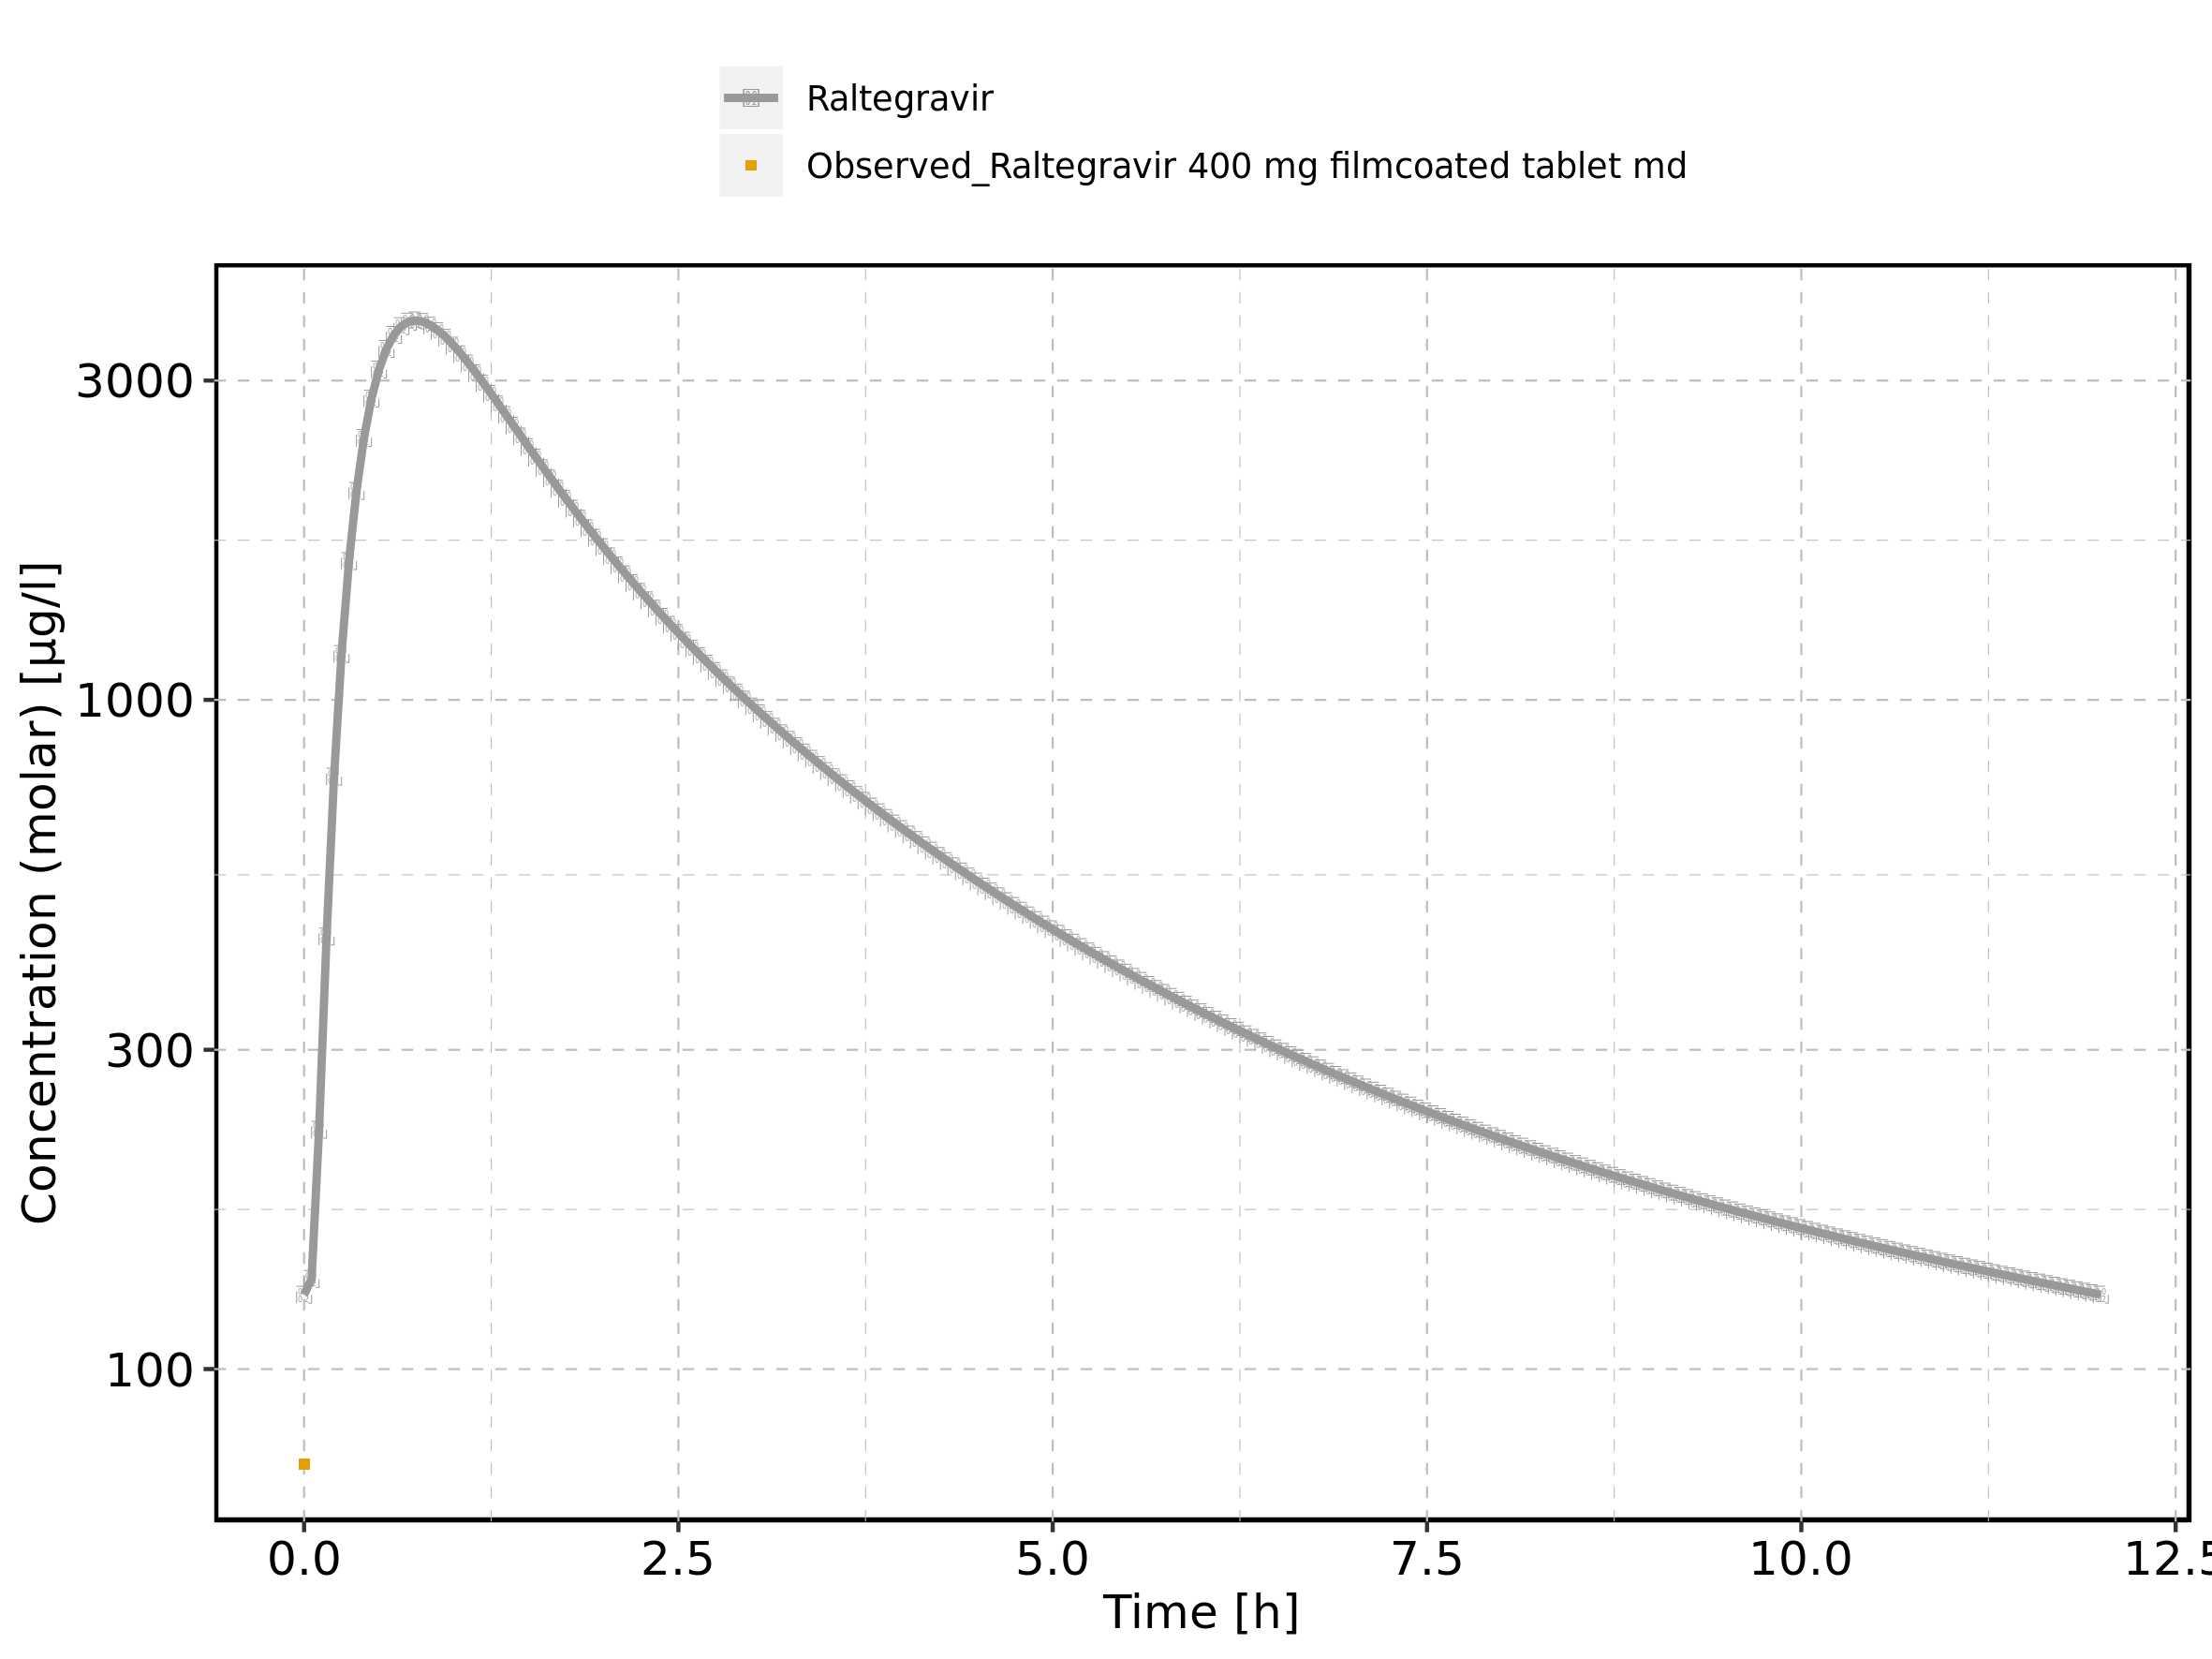 Raltegravir
Observed_Raltegravir 400 mg filmcoated tablet md
Concentration (molar) [µg/l]
3000
1000
300
100
0.0 2.5 5.0 7.5 10.0 12.5
Time [h]